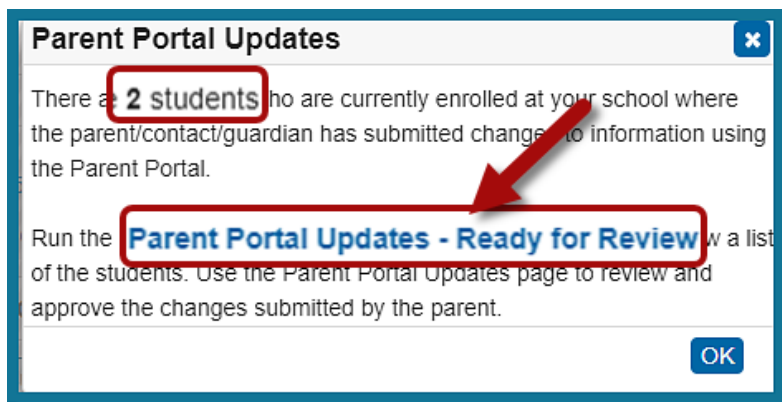 Parent Portal Updates
There a 2 students ho are currently enrolled at your school where
the parent/contact/guardian has submitted change to information using
the Parent Portal.
Run the Parent Portal Updates - Ready for Review w a list
of the students. Use the Parent Portal Updates page to review and
approve the changes submitted by the parent.
OK